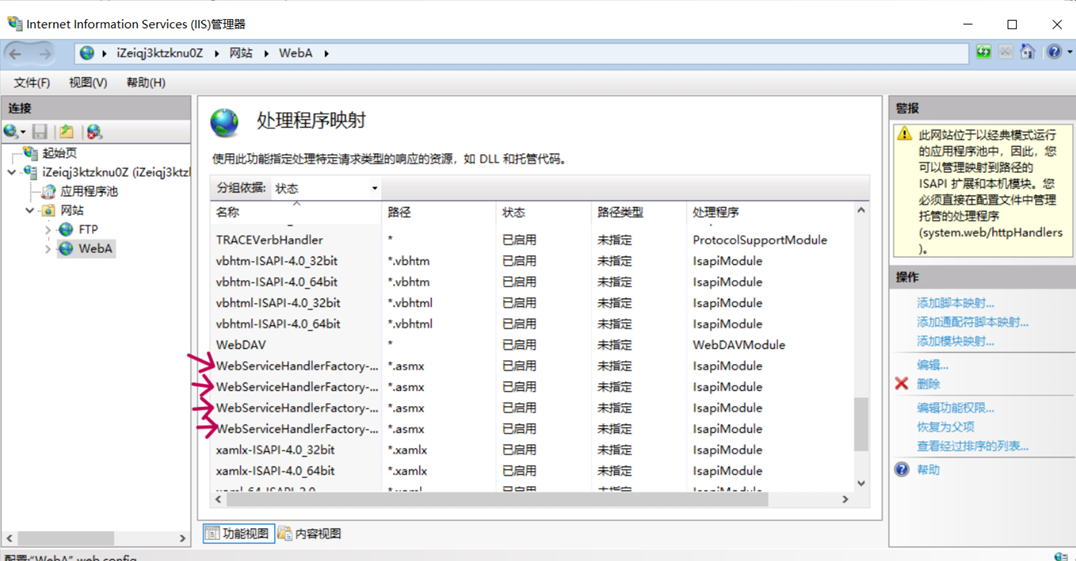 Internet Information Services (IIS)管理器
iZeiqj3ktzknu0Z 网站 WebA
文件(F) 视图(V) 帮助(H)
连接
起始页
iZeiqj3ktzknu0Z (iZeiqj3ktzl
应用程序池
网站
FTP
WebA
处理程序映射
使用此功能指定处理特定请求类型的响应的资源，如 DLL 和托管代码。
分组依据: 状态
名称 路径 状态 路径类型 处理程序
TRACEVerbHandler * 已启用 未指定 ProtocolSupportModule
vbhtm-ISAPI-4.0_32bit *.vbhtm 已启用 未指定 IsapiModule
vbhtm-ISAPI-4.0_64bit *.vbhtm 已启用 未指定 IsapiModule
vbhtml-ISAPI-4.0_32bit *.vbhtml 已启用 未指定 IsapiModule
vbhtml-ISAPI-4.0_64bit *.vbhtml 已启用 未指定 IsapiModule
WebDAV * 已启用 未指定 WebDAVModule
WebServiceHandlerFactory-... *.asmx 已启用 未指定 IsapiModule
WebServiceHandlerFactory-... *.asmx 已启用 未指定 IsapiModule
WebServiceHandlerFactory-... *.asmx 已启用 未指定 IsapiModule
WebServiceHandlerFactory-... *.asmx 已启用 未指定 IsapiModule
xamlx-ISAPI-4.0_32bit *.xamlx 已启用 未指定 IsapiModule
xamlx-ISAPI-4.0_64bit *.xamlx 已启用 未指定 IsapiModule
功能视图 内容视图
警报
此网站位于以经典模式运行
的应用程序池中，因此，您
可以管理映射到路径的
ISAPI 扩展和本机模块。您
必须直接在配置文件中管理
托管的处理程序
(system.web/httpHandlers
)。
操作
添加脚本映射...
添加通配符脚本映射...
添加模块映射...
编辑...
删除
编辑功能权限...
恢复为父项
查看经过排序的列表...
帮助
配置:"WebA" web.config